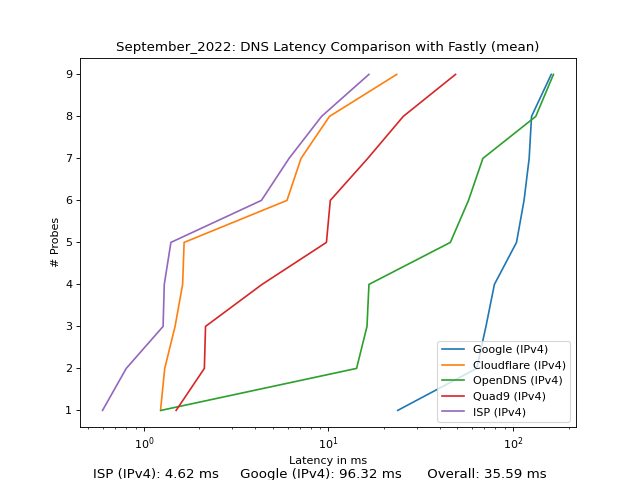 September_2022: DNS Latency Comparison with Fastly (mean)
# Probes
9
8
7
6
5
4
3
2
1
Google (IPv4)
Cloudflare (IPv4)
OpenDNS (IPv4)
Quad9 (IPv4)
ISP (IPv4)
10⁰ 10¹ 10²
Latency in ms
ISP (IPv4): 4.62 ms Google (IPv4): 96.32 ms Overall: 35.59 ms